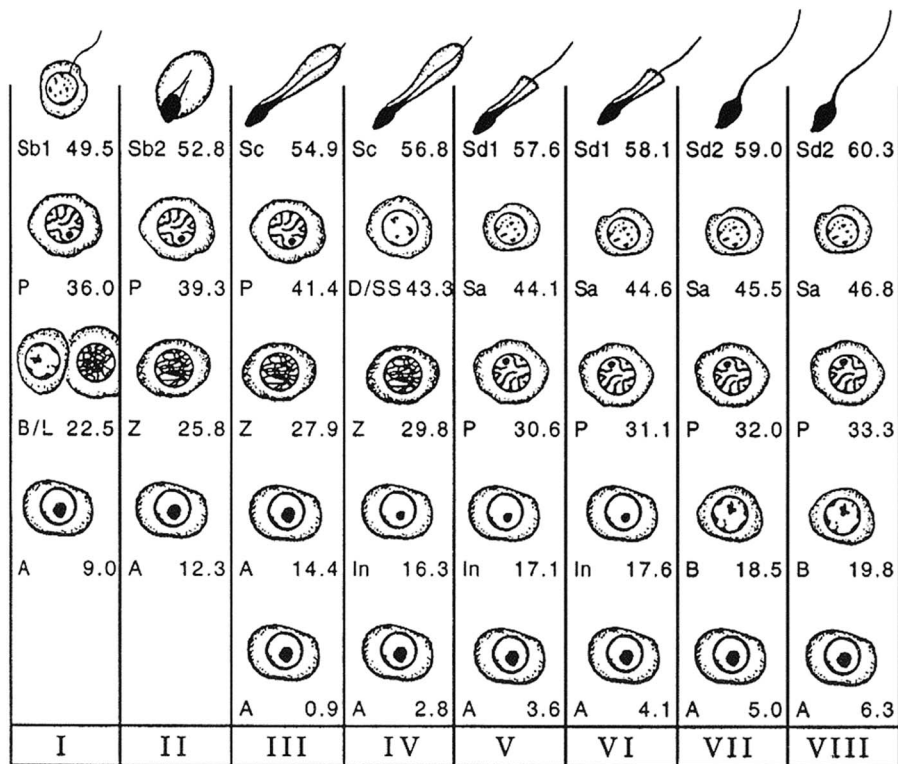 Sb1 49.5 Sb2 52.8 Sc 54.9 Sc 56.8 Sd1 57.6 Sd1 58.1 Sd2 59.0 Sd2 60.3
P 36.0 P 39.3 P 41.4 D/SS 43.3 Sa 44.1 Sa 44.6 Sa 45.5 Sa 46.8
B/L 22.5 Z 25.8 Z 27.9 Z 29.8 P 30.6 P 31.1 P 32.0 P 33.3
A 9.0 A 12.3 A 14.4 In 16.3 In 17.1 In 17.6 B 18.5 B 19.8
A 0.9 A 2.8 A 3.6 A 4.1 A 5.0 A 6.3
I II III IV V VI VII VIII